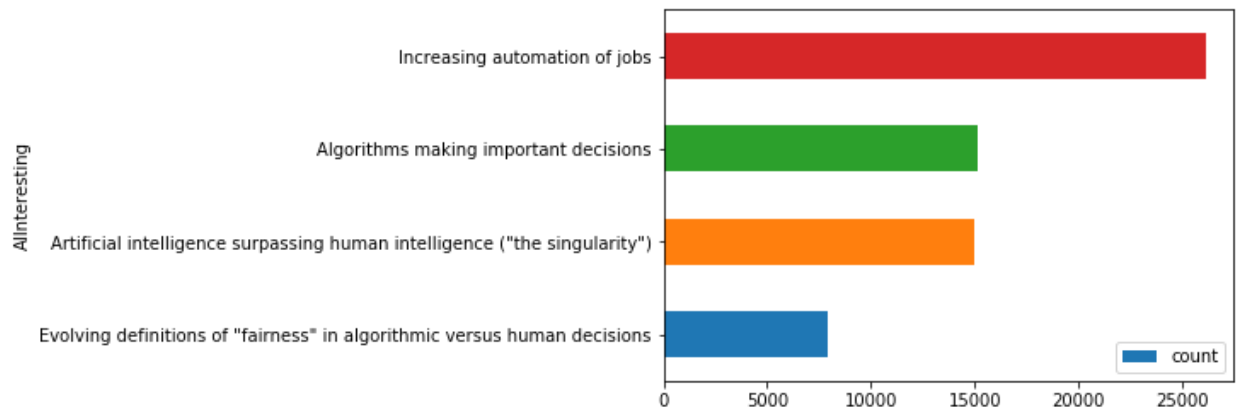 Increasing automation of jobs
Algorithms making important decisions
AIInteresting
Artificial intelligence surpassing human intelligence ("the singularity")
Evolving definitions of "fairness" in algorithmic versus human decisions
count
0 5000 10000 15000 20000 25000